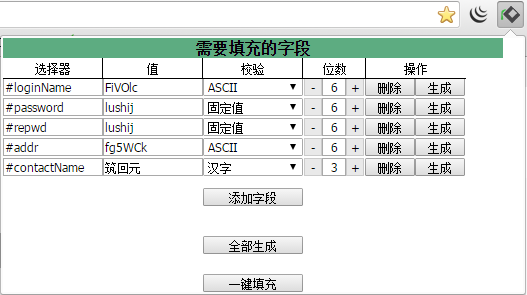 需要填充的字段
选择器 值 校验 位数 操作
#loginName FiVOlc ASCII - 6 + 删除 生成
#password lushij 固定值 - 6 + 删除 生成
#repwd lushij 固定值 - 6 + 删除 生成
#addr fg5WCk ASCII - 6 + 删除 生成
#contactName 筑回元 汉字 - 3 + 删除 生成
添加字段
全部生成
一键填充